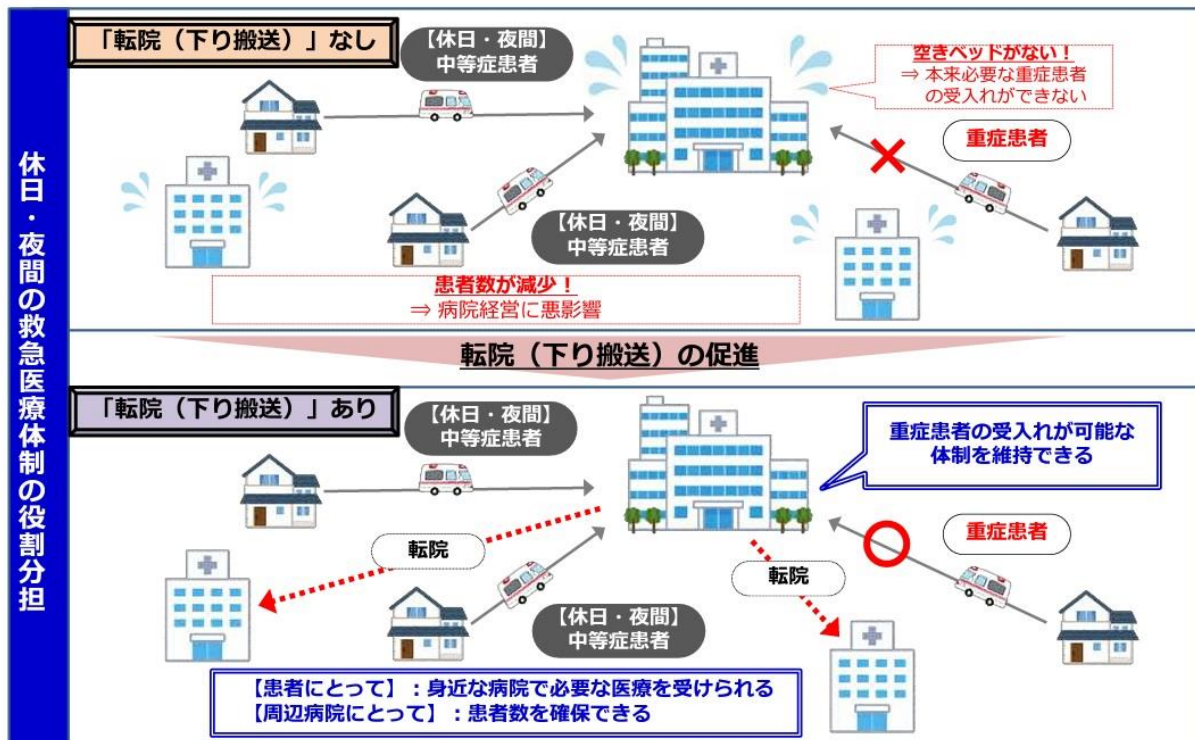 休日・夜間の救急医療体制の役割分担
「転院（下り搬送）」なし
【休日・夜間】
中等症患者
空きベッドがない！
⇒ 本来必要な重症患者
の受入れができない
重症患者
【休日・夜間】
中等症患者
患者数が減少！
⇒ 病院経営に悪影響
転院（下り搬送）の促進
「転院（下り搬送）」あり
【休日・夜間】
中等症患者
重症患者の受入れが可能な
体制を維持できる
重症患者
転院
転院
【休日・夜間】
中等症患者
【患者にとって】：身近な病院で必要な医療を受けられる
【周辺病院にとって】：患者数を確保できる